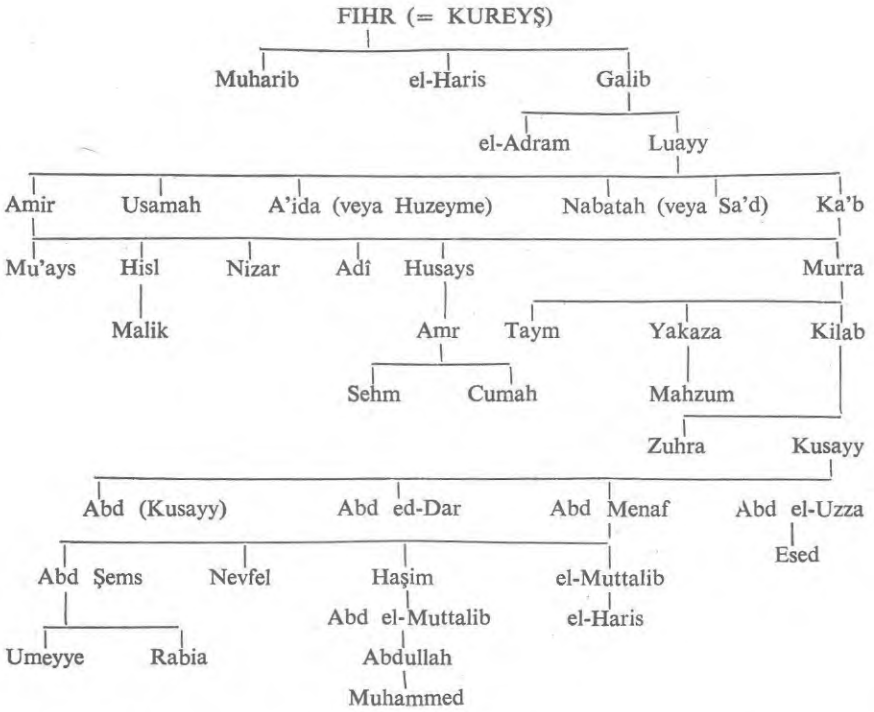 FIHR (= KUREYŞ)
Muharib el-Haris Galib
el-Adram Luayy
Amir Usamah A'ida (veya Huzeyme) Nabatah (veya Sa'd) Ka'b
Mu'ays Hisl Nizar Adî Husays Murra
Malik Amr Taym Yakaza Kilab
Sehm Cumah Mahzum
Zuhra Kusayy
Abd (Kusayy) Abd ed-Dar Abd Menaf Abd el-Uzza
Esed
Abd Şems Nevfel Haşim el-Muttalib
Abd el-Muttalib el-Haris
Umeyye Rabia Abdullah
Muhammed